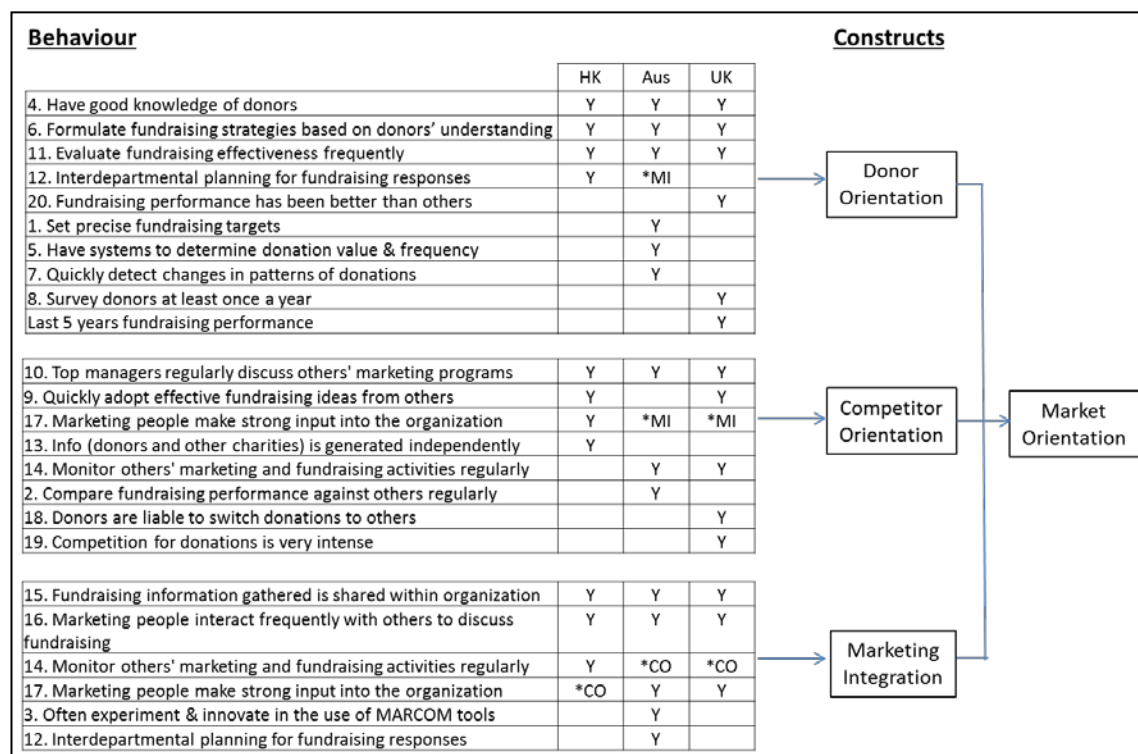 Behaviour Constructs
HK Aus UK
4. Have good knowledge of donors Y Y Y
6. Formulate fundraising strategies based on donors' understanding Y Y Y
11. Evaluate fundraising effectiveness frequently Y Y Y
12. Interdepartmental planning for fundraising responses Y *MI
20. Fundraising performance has been better than others Y
1. Set precise fundraising targets Y
5. Have systems to determine donation value & frequency Y
7. Quickly detect changes in patterns of donations Y
8. Survey donors at least once a year Y
Last 5 years fundraising performance Y
Donor
Orientation
10. Top managers regularly discuss others' marketing programs Y Y Y
9. Quickly adopt effective fundraising ideas from others Y Y
17. Marketing people make strong input into the organization Y *MI *MI
13. Info (donors and other charities) is generated independently Y
14. Monitor others' marketing and fundraising activities regularly Y Y
2. Compare fundraising performance against others regularly Y
18. Donors are liable to switch donations to others Y
19. Competition for donations is very intense Y
Competitor
Orientation
Market
Orientation
15. Fundraising information gathered is shared within organization Y Y Y
16. Marketing people interact frequently with others to discuss Y Y Y
fundraising
14. Monitor others' marketing and fundraising activities regularly Y *CO *CO
17. Marketing people make strong input into the organization *CO Y Y
3. Often experiment & innovate in the use of MARCOM tools Y
12. Interdepartmental planning for fundraising responses Y
Marketing
Integration